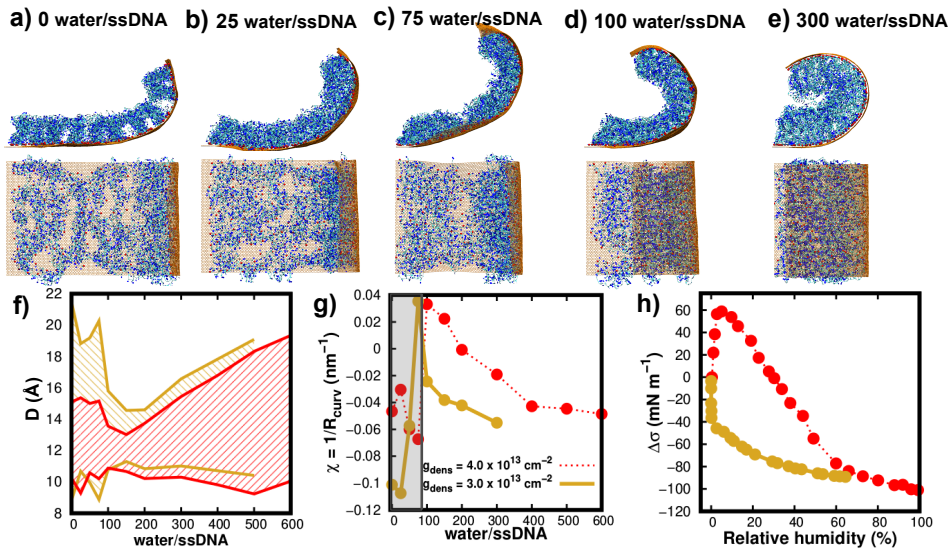 a) 0 water/ssDNA
b) 25 water/ssDNA
c) 75 water/ssDNA
d) 100 water/ssDNA
e) 300 water/ssDNA
f)
22
20
18
16
14
12
10
8
D (Å)
0 100 200 300 400 500 600
water/ssDNA
g)
0.04
0.02
0
−0.02
−0.04
−0.06
−0.08
−0.1
−0.12
χ = 1/R_curv (nm⁻¹)
g_dens = 4.0 x 10¹³ cm⁻²
g_dens = 3.0 x 10¹³ cm⁻²
0 100 200 300 400 500 600
water/ssDNA
h)
60
40
20
0
−20
−40
−60
−80
−100
−120
Δσ (mN m⁻¹)
0 20 40 60 80 100
Relative humidity (%)